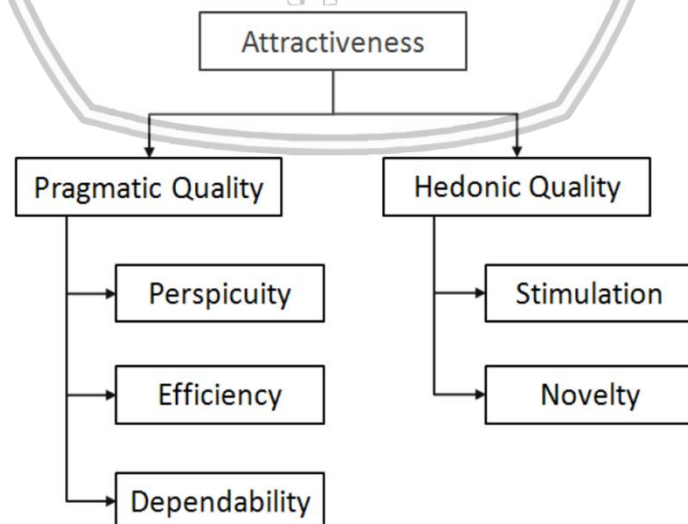 Attractiveness
Pragmatic Quality
Hedonic Quality
Perspicuity
Stimulation
Efficiency
Novelty
Dependability